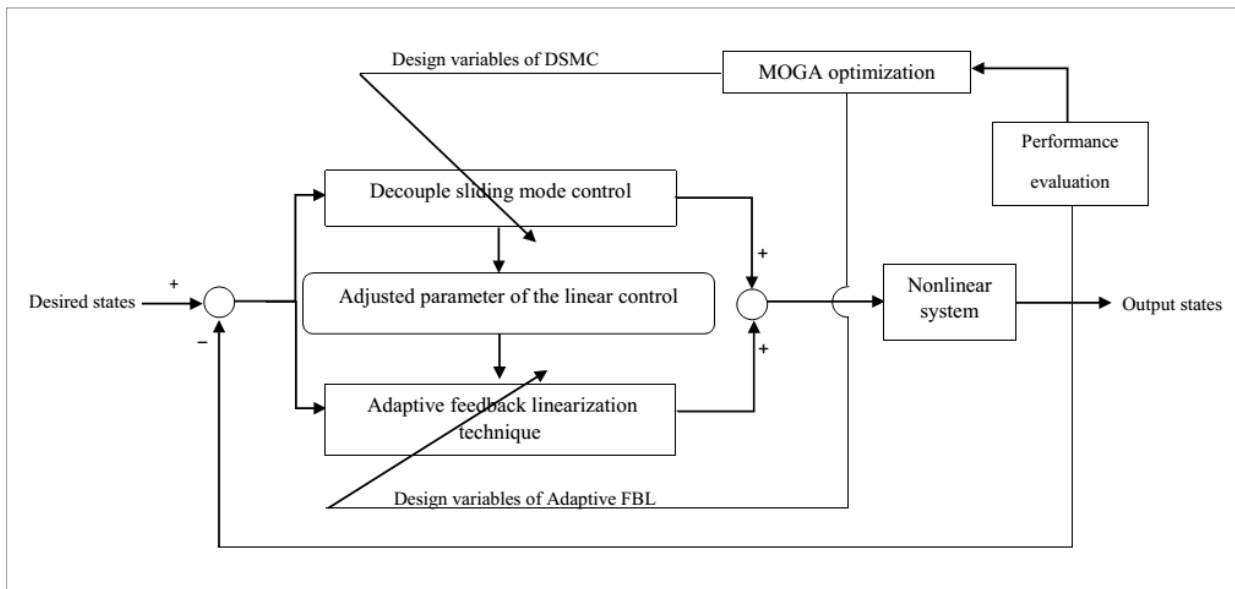 Design variables of DSMC
MOGA optimization
Performance
evaluation
Decouple sliding mode control
+
+
Desired states
Adjusted parameter of the linear control
Nonlinear
system
Output states
−
+
Adaptive feedback linearization
technique
Design variables of Adaptive FBL